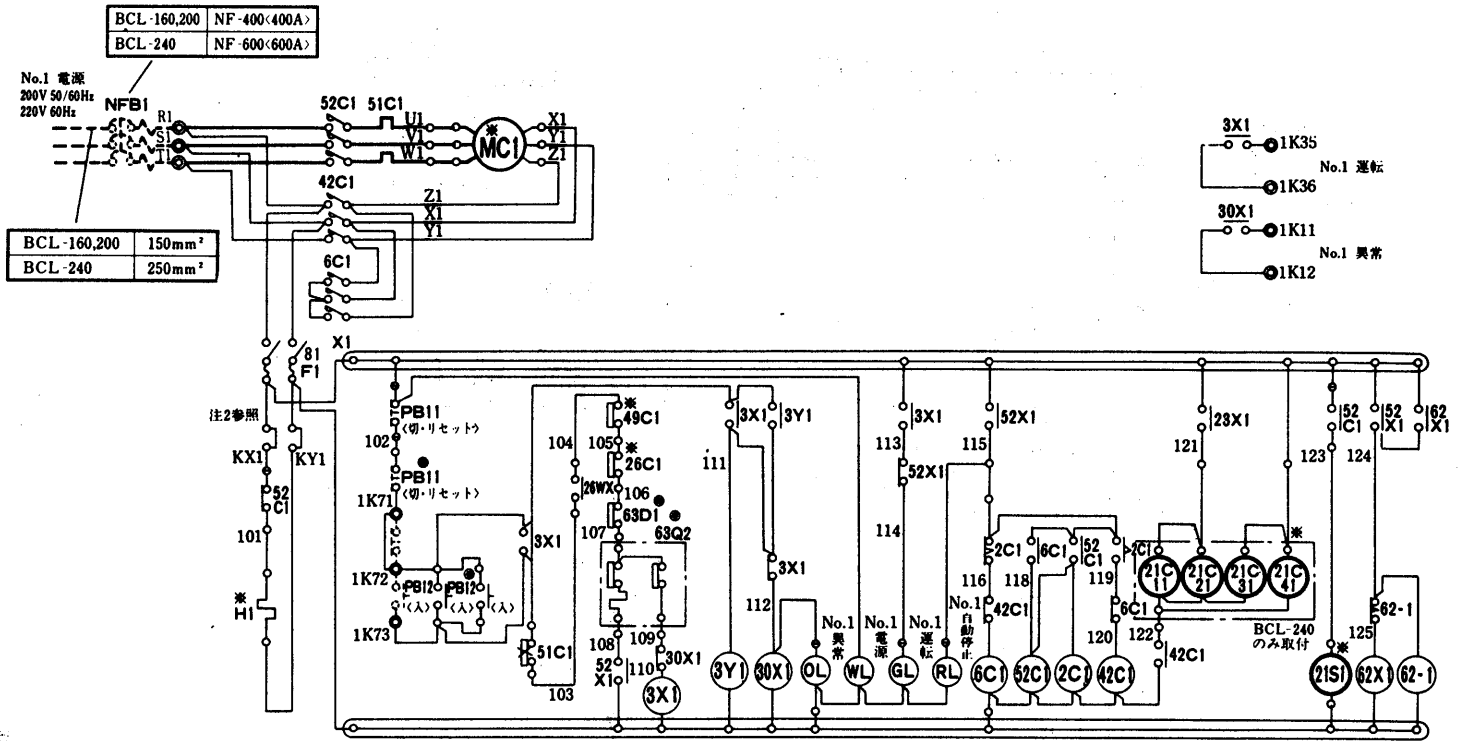 BCL-160,200 NF-400<400A>
BCL-240 NF-600<600A>
No.1 電源
200V 50/60Hz
220V 60Hz
NFB1
R1
S1
T1
52C1 51C1
U1
V1
W1
※
MC1
X1
Y1
Z1
42C1
Z1
X1
Y1
6C1
BCL-160,200 150mm²
BCL-240 250mm²
3X1
1K35
No.1 運転
1K36
30X1
1K11
No.1 異常
1K12
X1
81
F1
注2参照
KX1
KY1
52
C1
101
※
H1
PB11
〈切・リセット〉
102
PB11
〈切・リセット〉
1K71
1K72
PB12
〈入〉
PB12
〈入〉
〈入〉
1K73
3X1
51C1
103
104
26WX
※
49C1
105
※
26C1
106
63D1
107
63Q2
108
109
52
X1
110
30X1
3X1
111
3X1
3Y1
3X1
112
3Y1
30X1
No.1
異常
OL
No.1
電源
WL
No.1
運転
GL
No.1
自動停止
RL
3X1
113
52X1
114
52X1
115
2C1
116
42C1
6C1
6C1
118
52C1
52
C1
2C1
2C1
119
6C1
120
42C1
122
42C1
23X1
121
※
21C
11
21C
21
21C
31
21C
41
BCL-240
のみ取付
52
C1
123
※
21S1
52
X1
124
62
X1
62-1
125
62X1
62-1